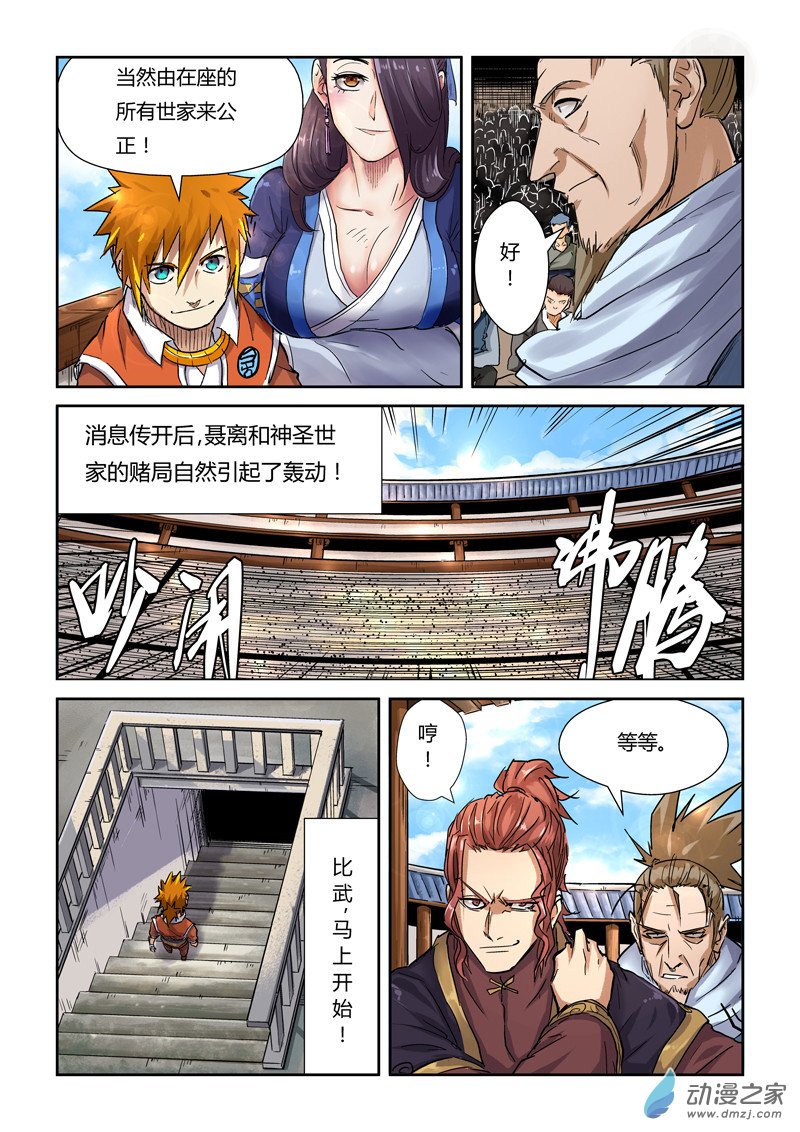 当然由在座的
所有世家来公
正！
好！
消息传开后,聂离和神圣世
家的赌局自然引起了轰动！
吵闹
沸腾
比武,马上开始！
哼！
等等。
动漫之家
www.dmzj.com